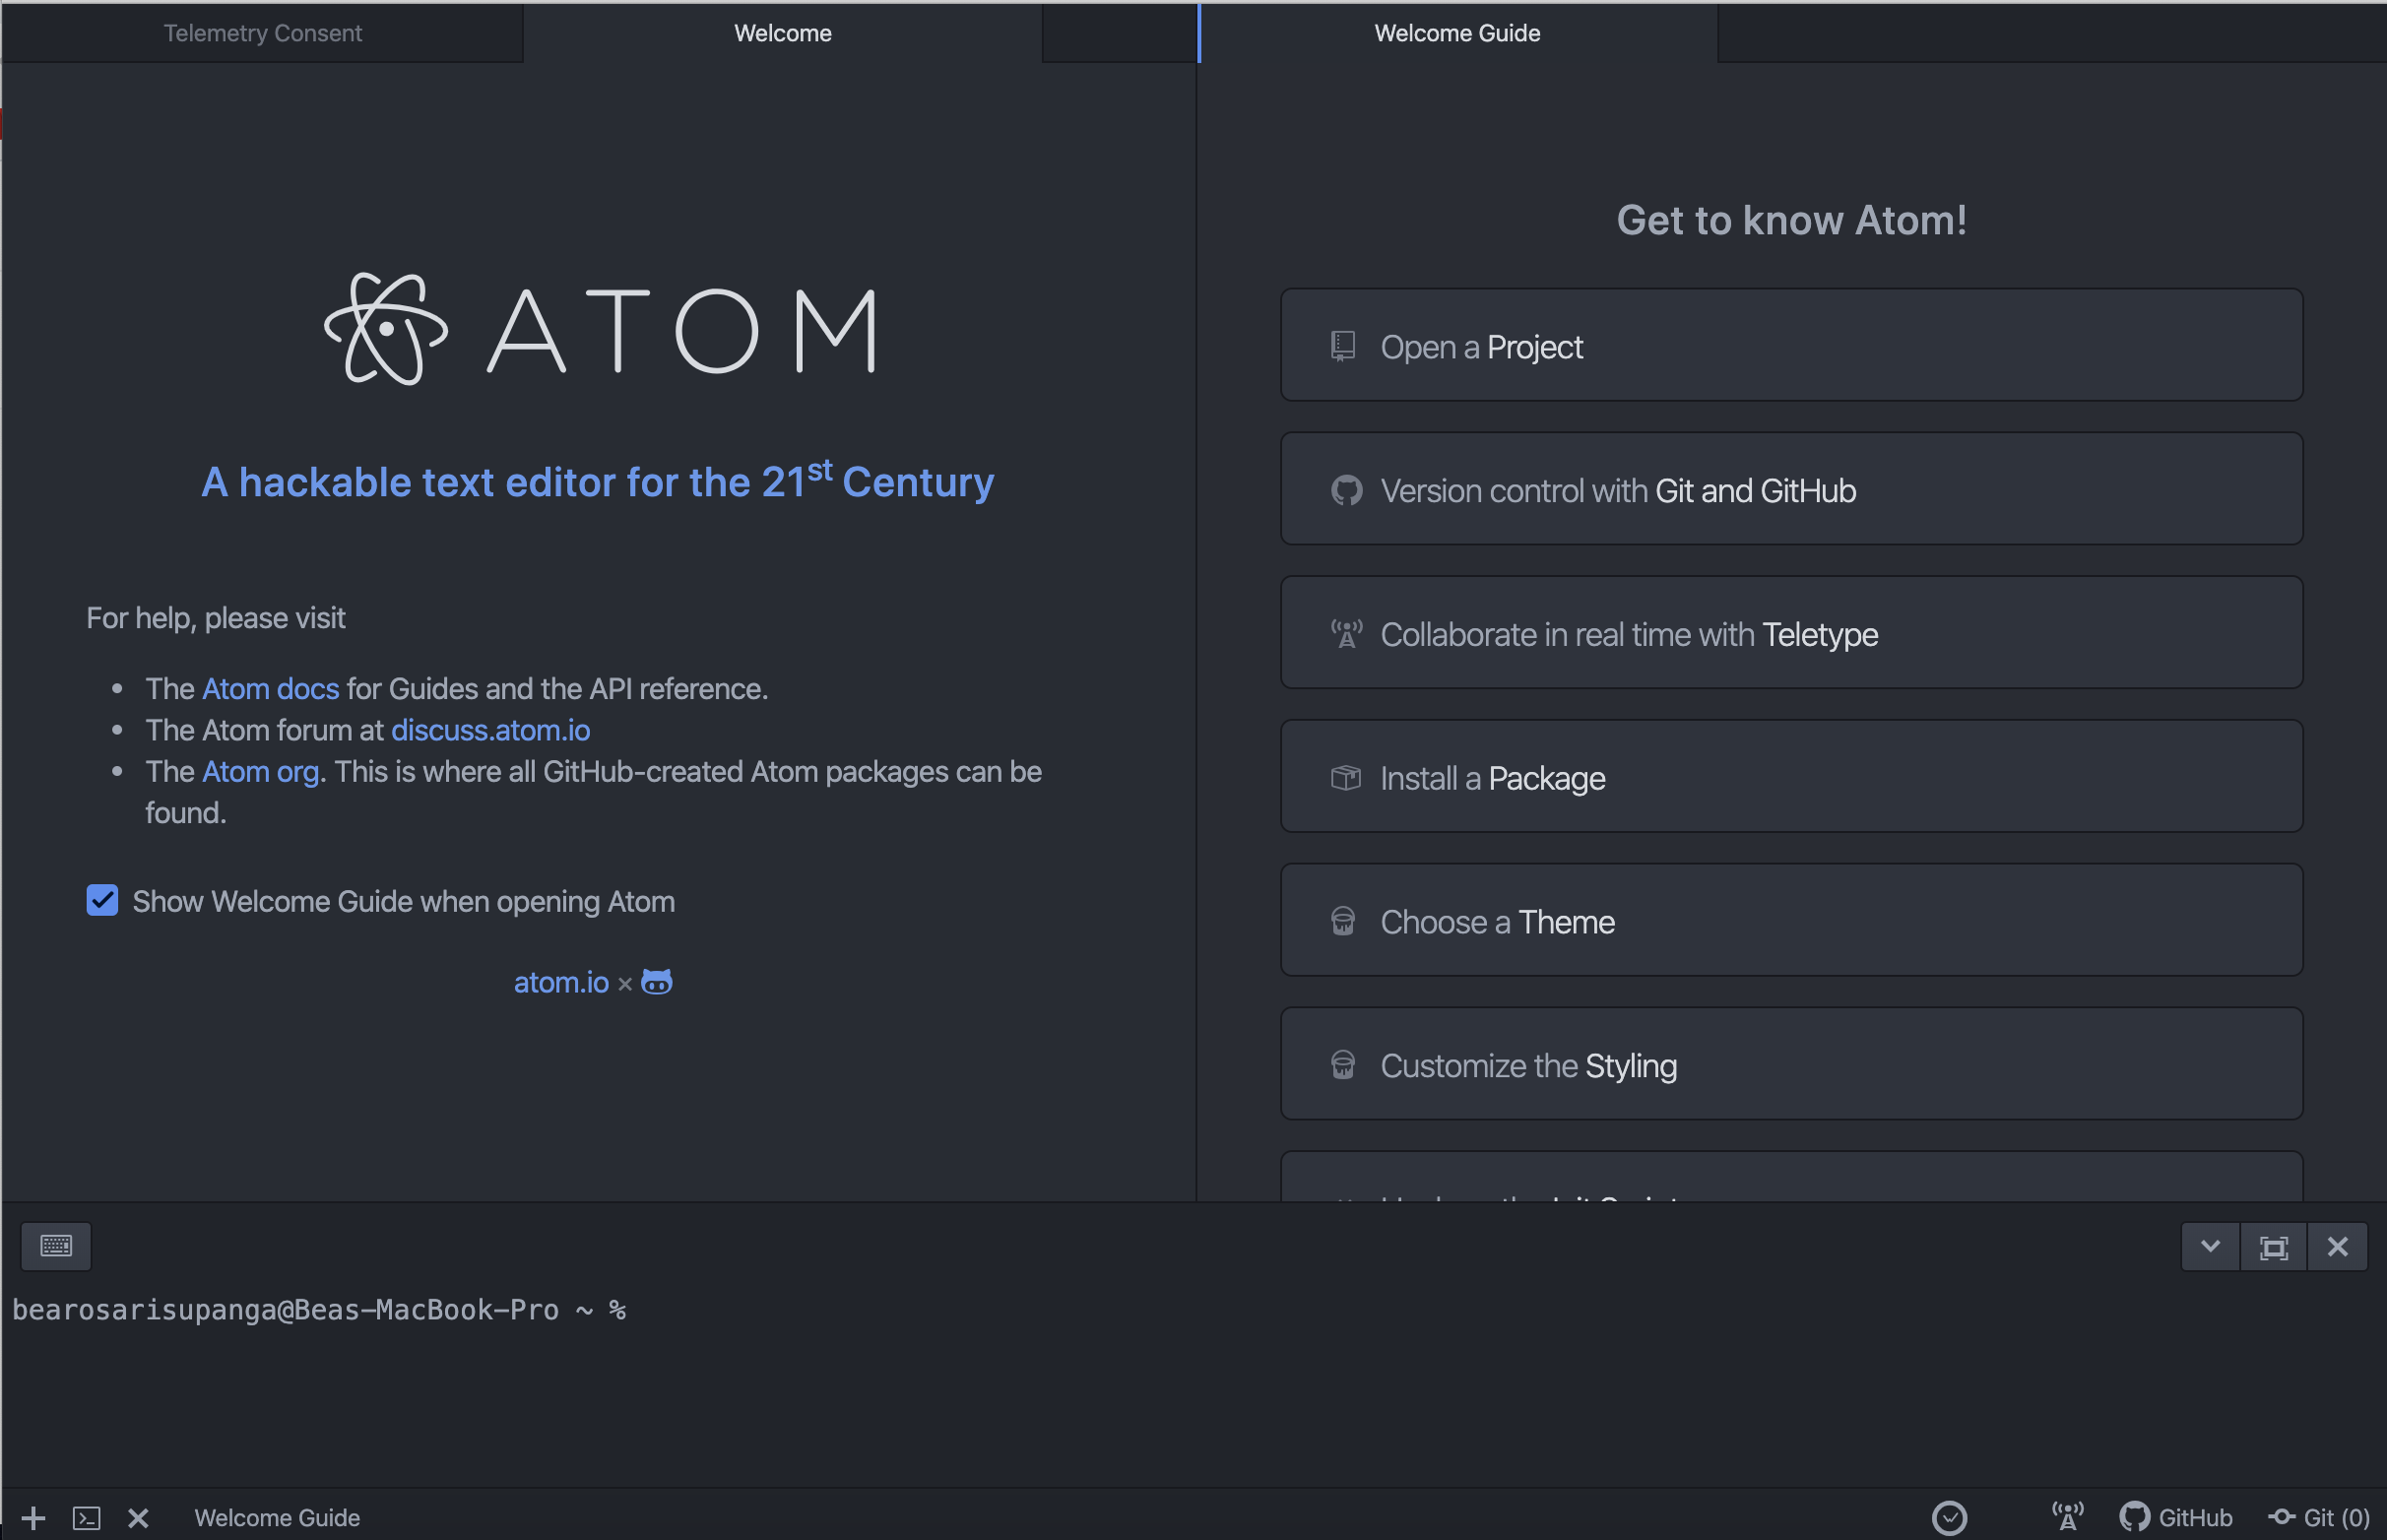 Telemetry Consent
Welcome
Welcome Guide
ATOM
A hackable text editor for the 21st Century
For help, please visit
The Atom docs for Guides and the API reference.
The Atom forum at discuss.atom.io
The Atom org. This is where all GitHub-created Atom packages can be
found.
Show Welcome Guide when opening Atom
atom.io ×
Get to know Atom!
Open a Project
Version control with Git and GitHub
Collaborate in real time with Teletype
Install a Package
Choose a Theme
Customize the Styling
bearosarisupanga@Beas-MacBook-Pro ~ %
Welcome Guide
GitHub
Git (0)